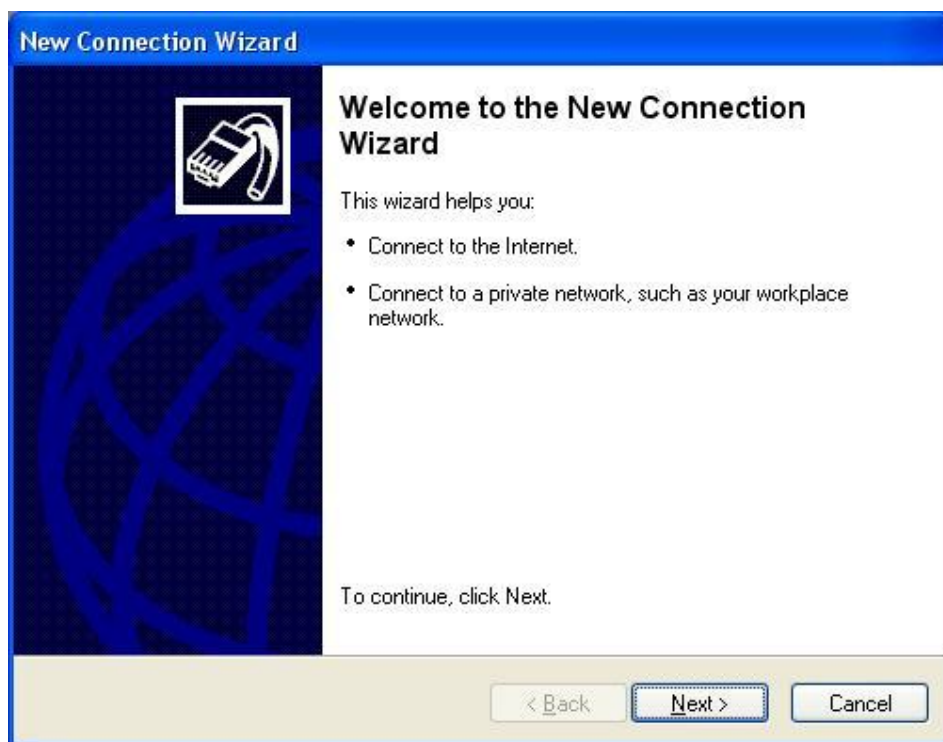 New Connection Wizard
Welcome to the New Connection
Wizard
This wizard helps you:
• Connect to the Internet.
• Connect to a private network, such as your workplace
network.
To continue, click Next.
< Back
Next >
Cancel